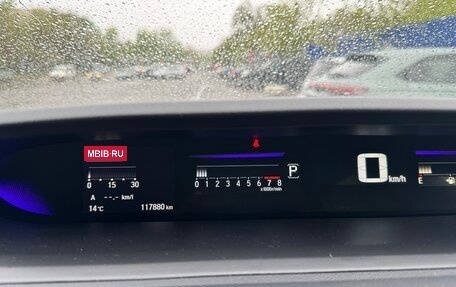 MBIB·RU
0 15 30
A --.- km/l
14°C 117880 km
0 1 2 3 4 5 6 7 8
x1000r/min
P
0 km/h
E